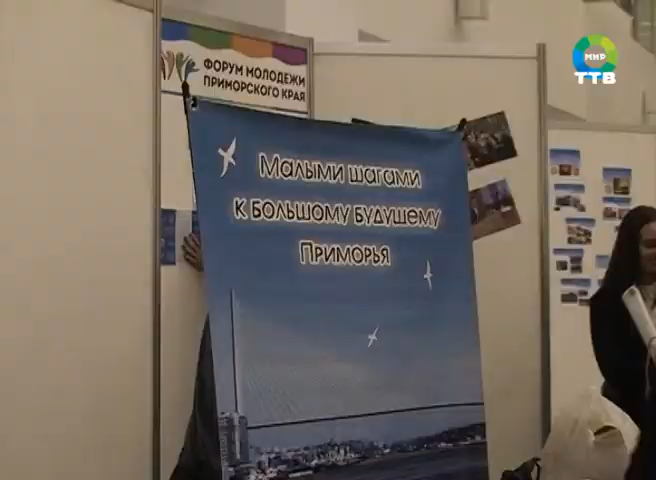 МИР
ТТВ
ФОРУМ МОЛОДЕЖИ
ПРИМОРСКОГО КРАЯ
Малыми шагами
к большому будущему
Приморья